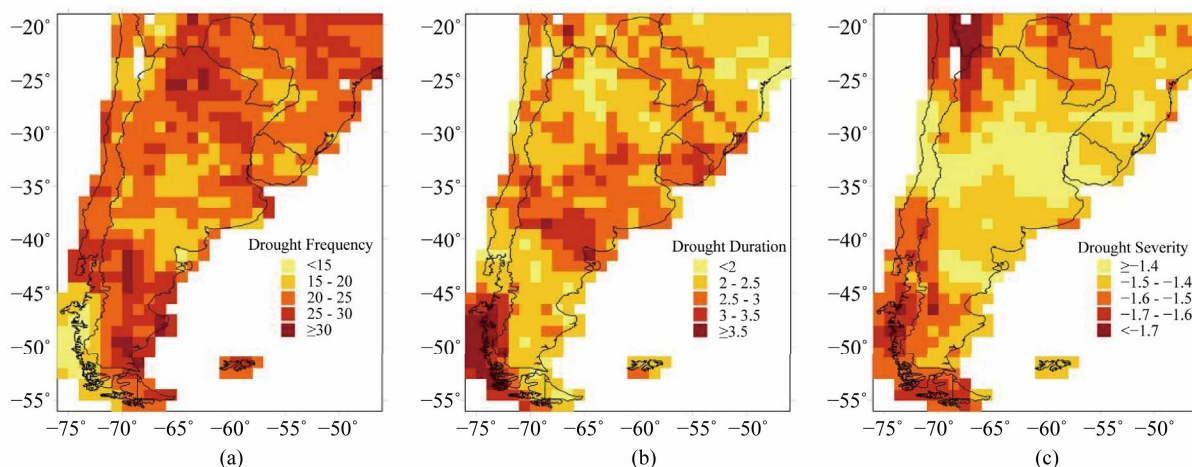 −20°
−25°
−30°
−35°
−40°
−45°
−50°
−55°
Drought Frequency
<15
15 - 20
20 - 25
25 - 30
≥30
−75° −70° −65° −60° −55° −50°
(a)
−20°
−25°
−30°
−35°
−40°
−45°
−50°
−55°
Drought Duration
<2
2 - 2.5
2.5 - 3
3 - 3.5
≥3.5
−75° −70° −65° −60° −55° −50°
(b)
−20°
−25°
−30°
−35°
−40°
−45°
−50°
−55°
Drought Severity
≥−1.4
−1.5 - −1.4
−1.6 - −1.5
−1.7 - −1.6
<−1.7
−75° −70° −65° −60° −55° −50°
(c)